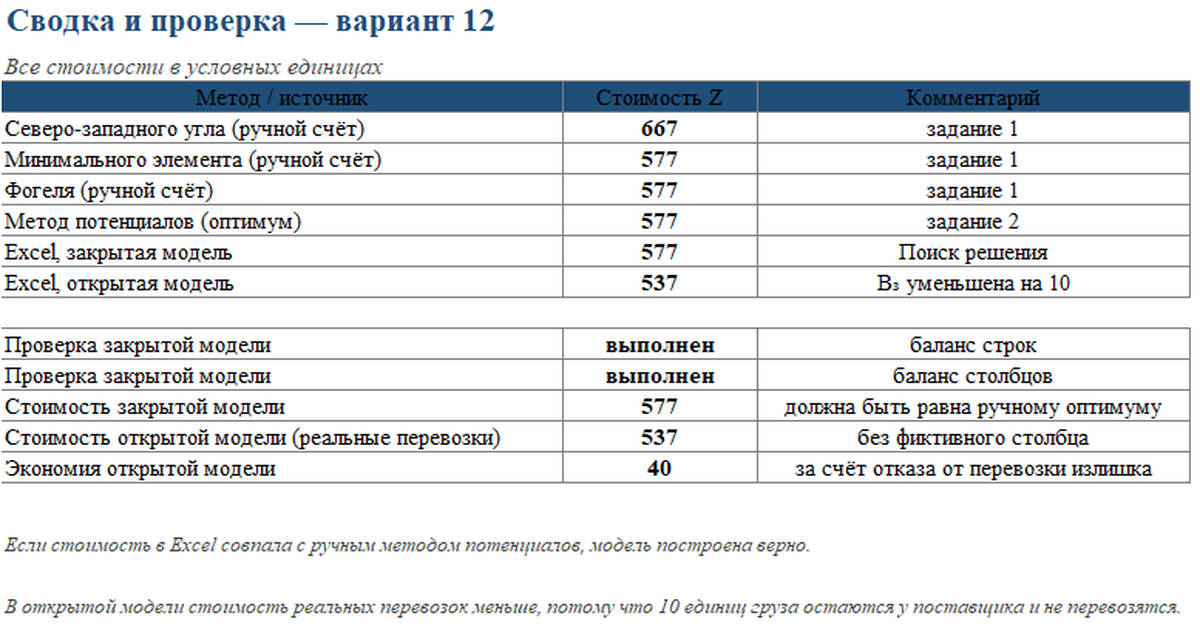 Сводка и проверка — вариант 12
Все стоимости в условных единицах
Метод / источник Стоимость Z Комментарий
Северо-западного угла (ручной счёт) 667 задание 1
Минимального элемента (ручной счёт) 577 задание 1
Фогеля (ручной счёт) 577 задание 1
Метод потенциалов (оптимум) 577 задание 2
Excel, закрытая модель 577 Поиск решения
Excel, открытая модель 537 B₃ уменьшена на 10
Проверка закрытой модели выполнен баланс строк
Проверка закрытой модели выполнен баланс столбцов
Стоимость закрытой модели 577 должна быть равна ручному оптимуму
Стоимость открытой модели (реальные перевозки) 537 без фиктивного столбца
Экономия открытой модели 40 за счёт отказа от перевозки излишка
Если стоимость в Excel совпала с ручным методом потенциалов, модель построена верно.
В открытой модели стоимость реальных перевозок меньше, потому что 10 единиц груза остаются у поставщика и не перевозятся.